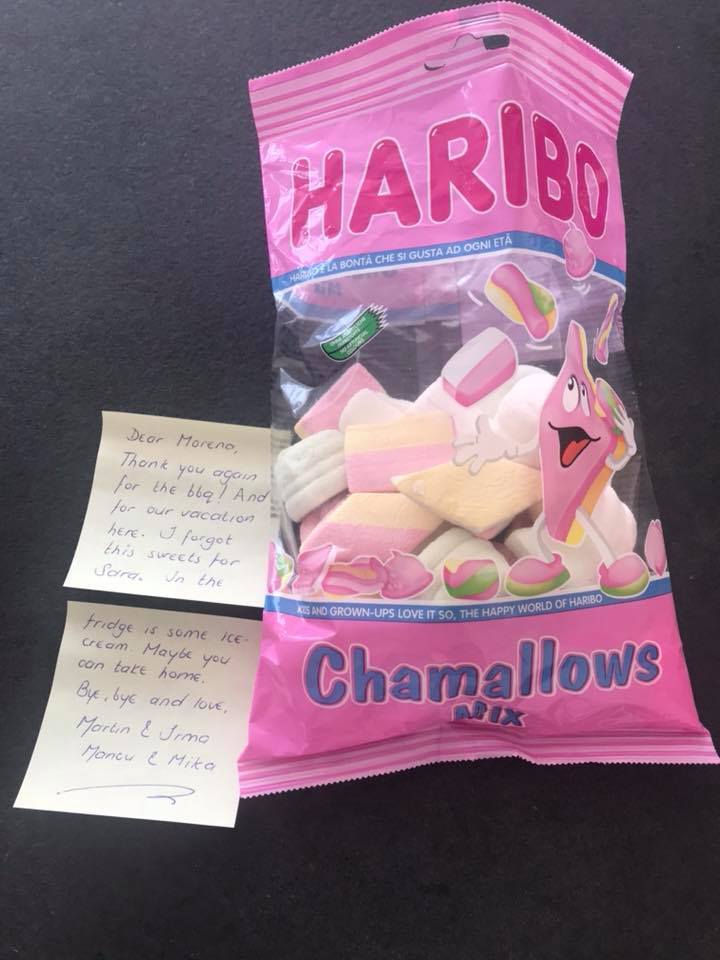 HARIBO
HARIBO È LA BONTÀ CHE SI GUSTA AD OGNI ETÀ
Dear Moreno,
Thank you again
for the bbq! And
for our vacation
here. I forgot
this sweets for
Sara. In the
fridge is some ice-
cream. Maybe you
can take home.
Bye, bye and love,
Martin & Irma
Mancu & Mika
KIDS AND GROWN-UPS LOVE IT SO, THE HAPPY WORLD OF HARIBO
Chamallows
MIX